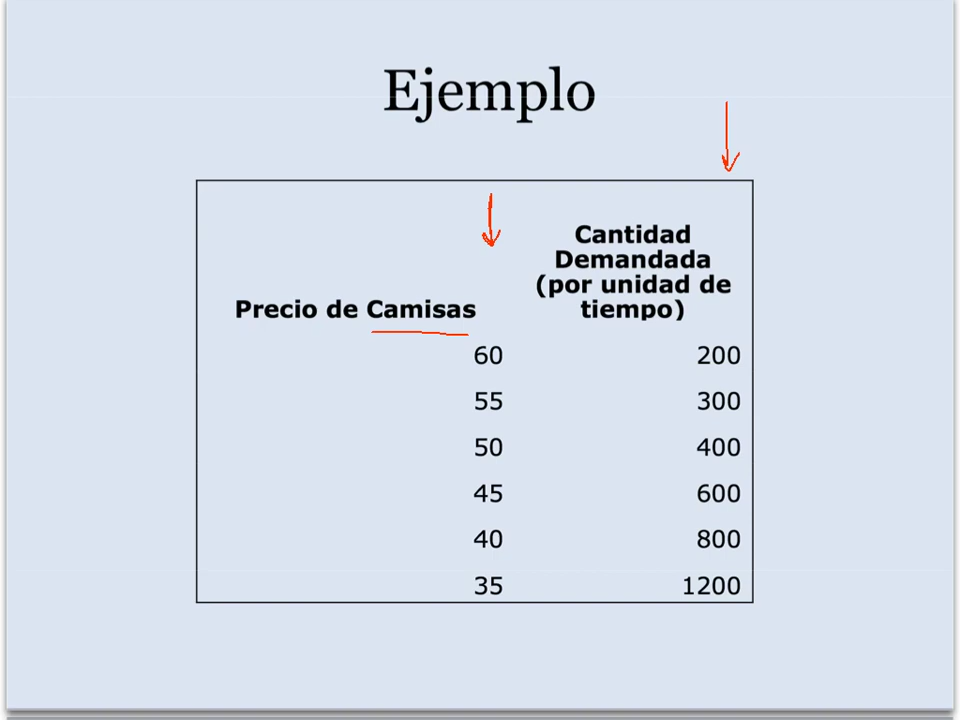 Ejemplo
Cantidad
Demandada
(por unidad de
Precio de Camisas tiempo)
60 200
55 300
50 400
45 600
40 800
35 1200